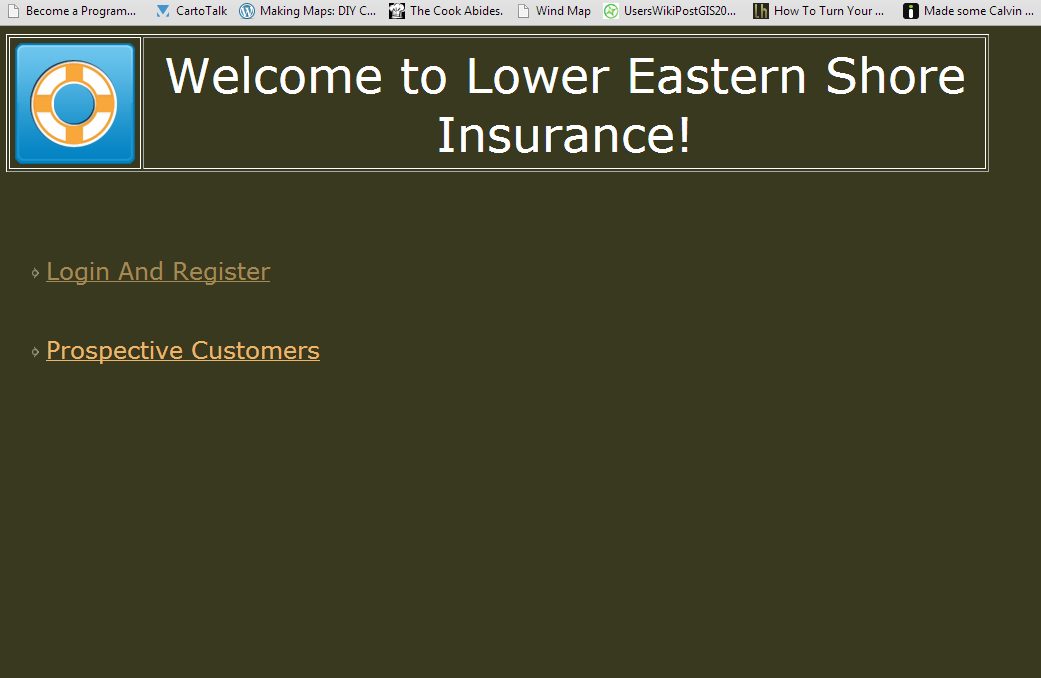 Become a Program... CartoTalk Making Maps: DIY C... The Cook Abides. Wind Map UsersWikiPostGIS20... How To Turn Your ... Made some Calvin ...
Welcome to Lower Eastern Shore
Insurance!
Login And Register
Prospective Customers